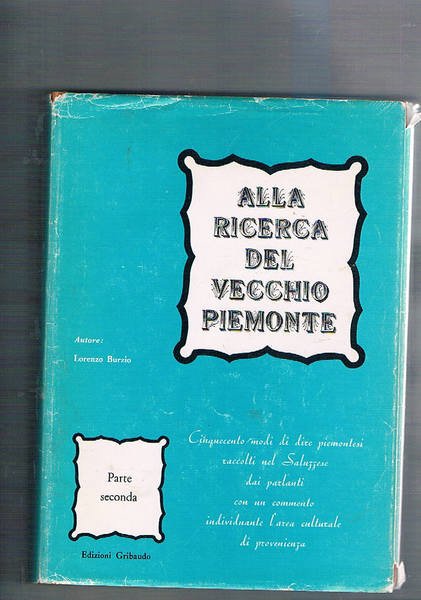 ALLA
RICERCA
DEL
VECCHIO
PIEMONTE
Autore:
Lorenzo Burzio
Cinquecento modi di dire piemontesi
raccolti nel Saluzzese
dai parlanti
con un commento
individuante l'area culturale
di provenienza
Parte
seconda
Edizioni Gribaudo